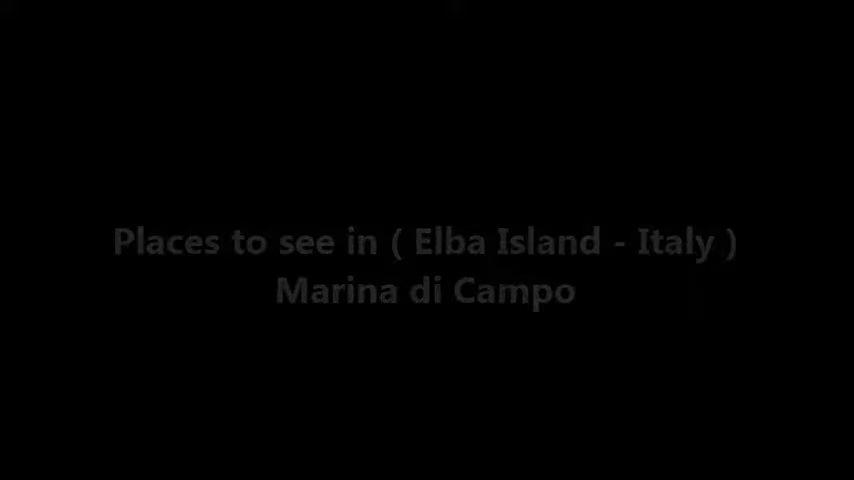 Places to see in ( Elba Island - Italy )
Marina di Campo